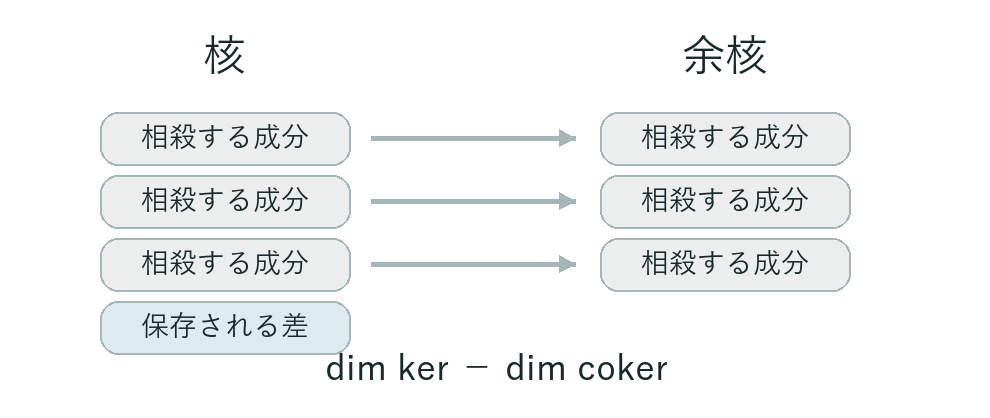 核 余核
相殺する成分 相殺する成分
相殺する成分 相殺する成分
相殺する成分 相殺する成分
保存される差
dim ker − dim coker